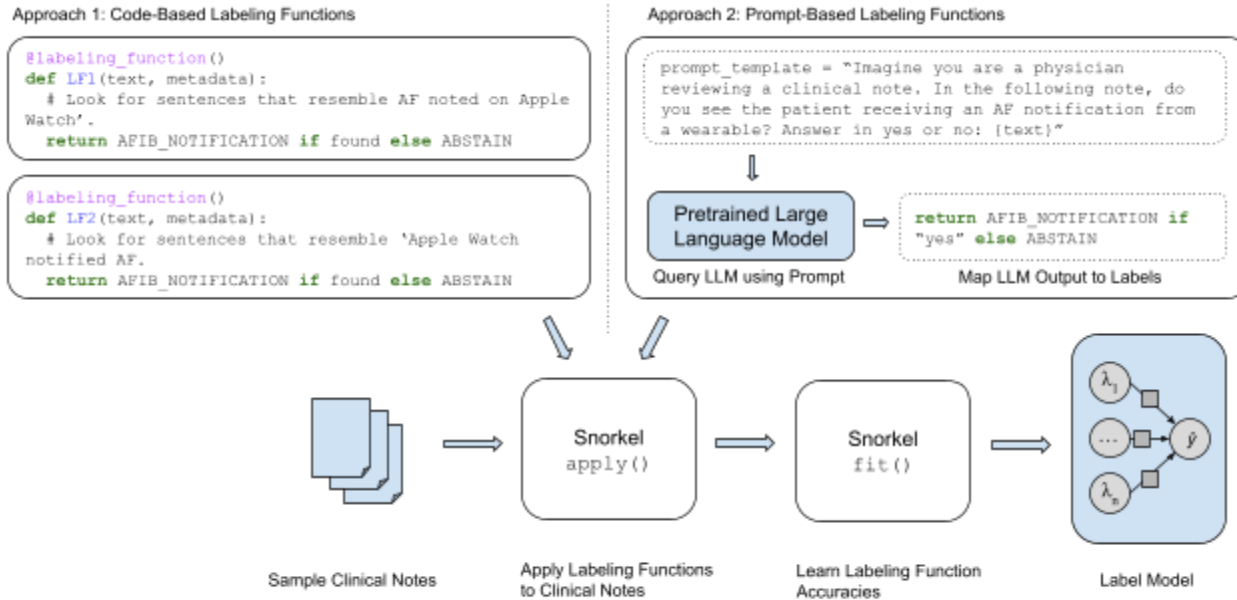 Approach 1: Code-Based Labeling Functions
@labeling_function()
def LF1(text, metadata):
# Look for sentences that resemble AF noted on Apple
Watch’.
return AFIB_NOTIFICATION if found else ABSTAIN
@labeling_function()
def LF2(text, metadata):
# Look for sentences that resemble ‘Apple Watch
notified AF.
return AFIB_NOTIFICATION if found else ABSTAIN
Approach 2: Prompt-Based Labeling Functions
prompt_template = “Imagine you are a physician
reviewing a clinical note. In the following note, do
you see the patient receiving an AF notification from
a wearable? Answer in yes or no: {text}”
Pretrained Large
Language Model
Query LLM using Prompt
return AFIB_NOTIFICATION if
"yes" else ABSTAIN
Map LLM Output to Labels
Sample Clinical Notes
Snorkel
apply()
Apply Labeling Functions
to Clinical Notes
Snorkel
fit()
Learn Labeling Function
Accuracies
λ1
...
λn
ŷ
Label Model